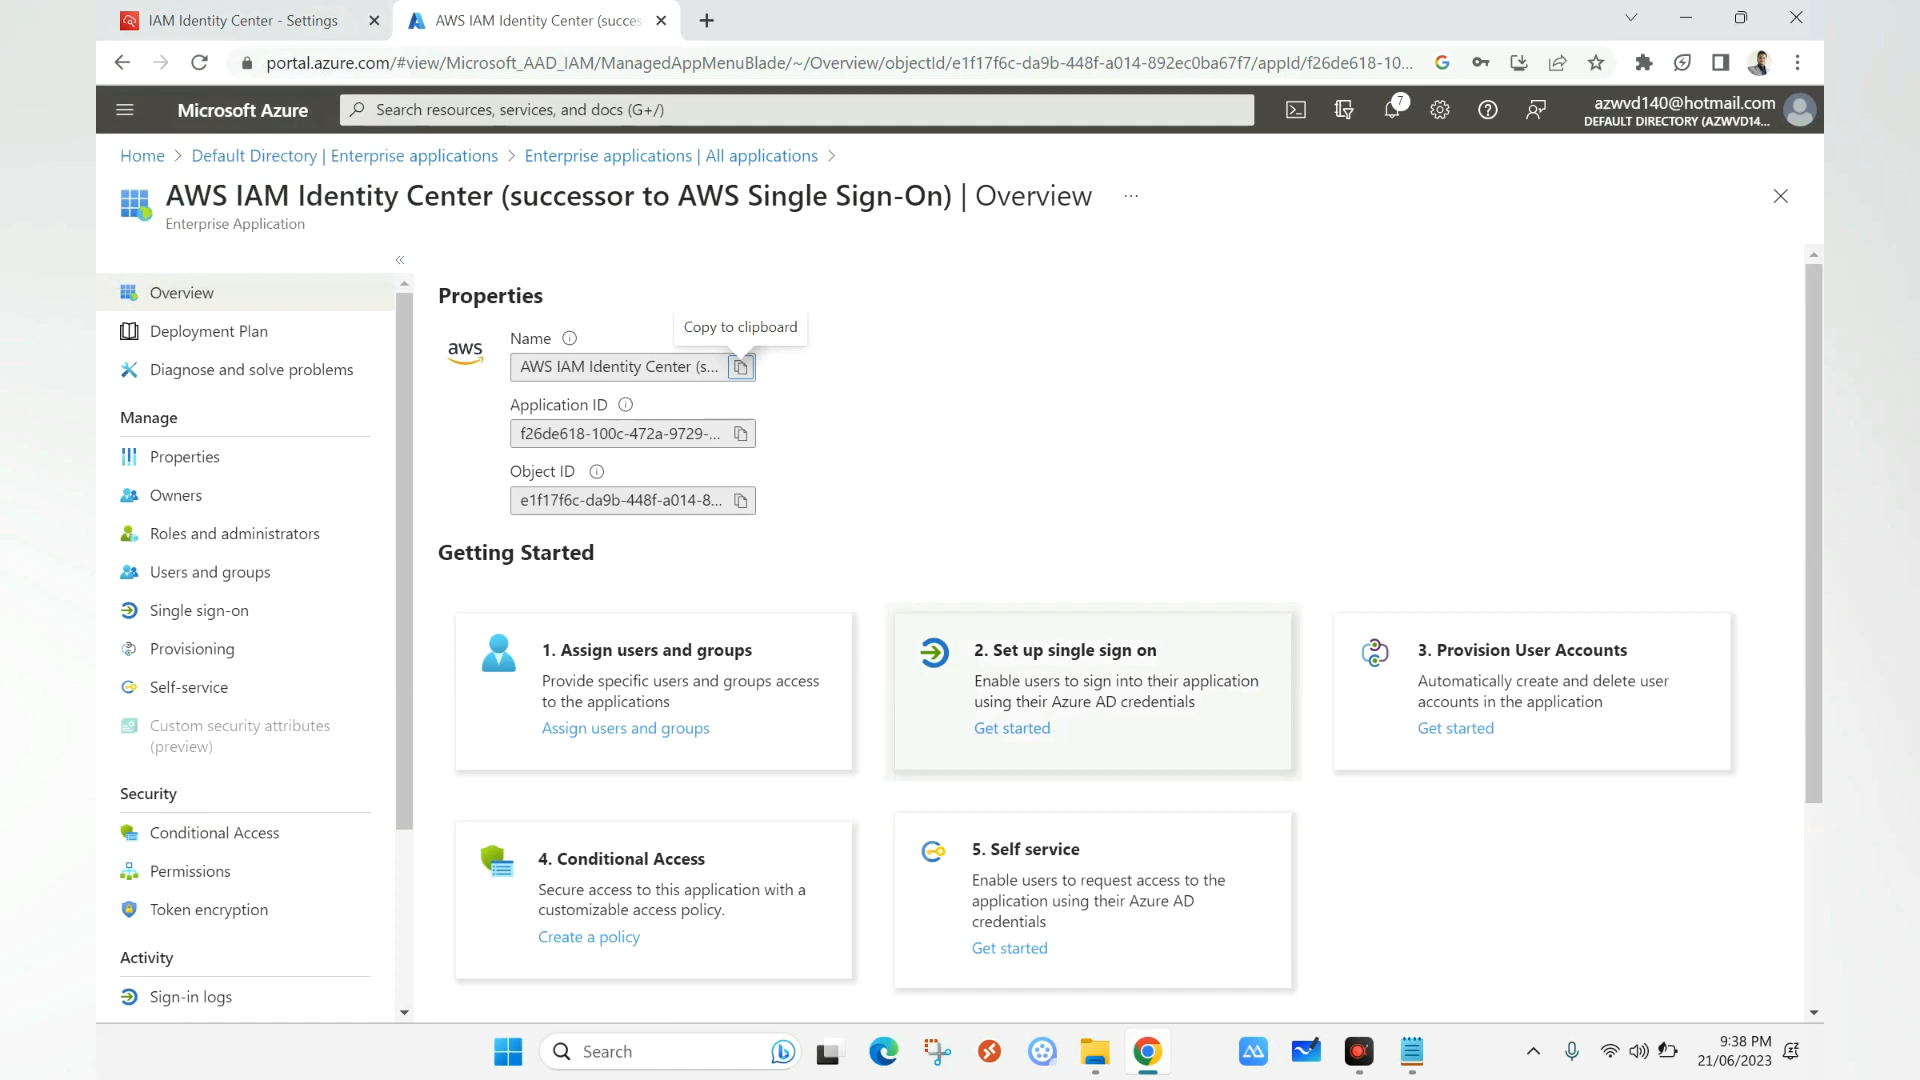 IAM Identity Center - Settings
AWS IAM Identity Center (succes
portal.azure.com/#view/Microsoft_AAD_IAM/ManagedAppMenuBlade/~/Overview/objectId/e1f17f6c-da9b-448f-a014-892ec0ba67f7/appId/f26de618-10...
Microsoft Azure
Search resources, services, and docs (G+/)
7
azwvd140@hotmail.com
DEFAULT DIRECTORY (AZWVD14...
Home > Default Directory | Enterprise applications > Enterprise applications | All applications >
AWS IAM Identity Center (successor to AWS Single Sign-On) | Overview ...
Enterprise Application
Overview
Deployment Plan
Diagnose and solve problems
Manage
Properties
Owners
Roles and administrators
Users and groups
Single sign-on
Provisioning
Self-service
Custom security attributes
(preview)
Security
Conditional Access
Permissions
Token encryption
Activity
Sign-in logs
Properties
Copy to clipboard
aws
Name
AWS IAM Identity Center (s...
Application ID
f26de618-100c-472a-9729-...
Object ID
e1f17f6c-da9b-448f-a014-8...
Getting Started
1. Assign users and groups
Provide specific users and groups access
to the applications
Assign users and groups
2. Set up single sign on
Enable users to sign into their application
using their Azure AD credentials
Get started
3. Provision User Accounts
Automatically create and delete user
accounts in the application
Get started
4. Conditional Access
Secure access to this application with a
customizable access policy.
Create a policy
5. Self service
Enable users to request access to the
application using their Azure AD
credentials
Get started
Search
9:38 PM
21/06/2023